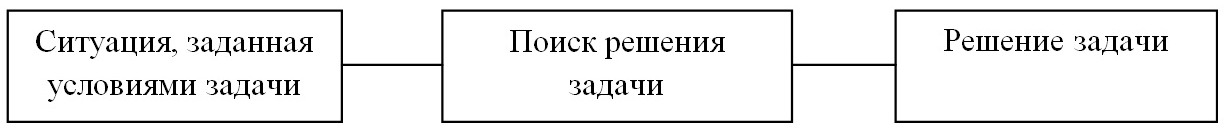 Ситуация, заданная
условиями задачи
Поиск решения
задачи
Решение задачи